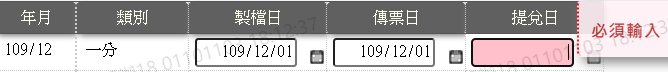 年月 類別 製檔日 傳票日 提兌日
必須輸入
109/12 一分 109/12/01 109/12/01